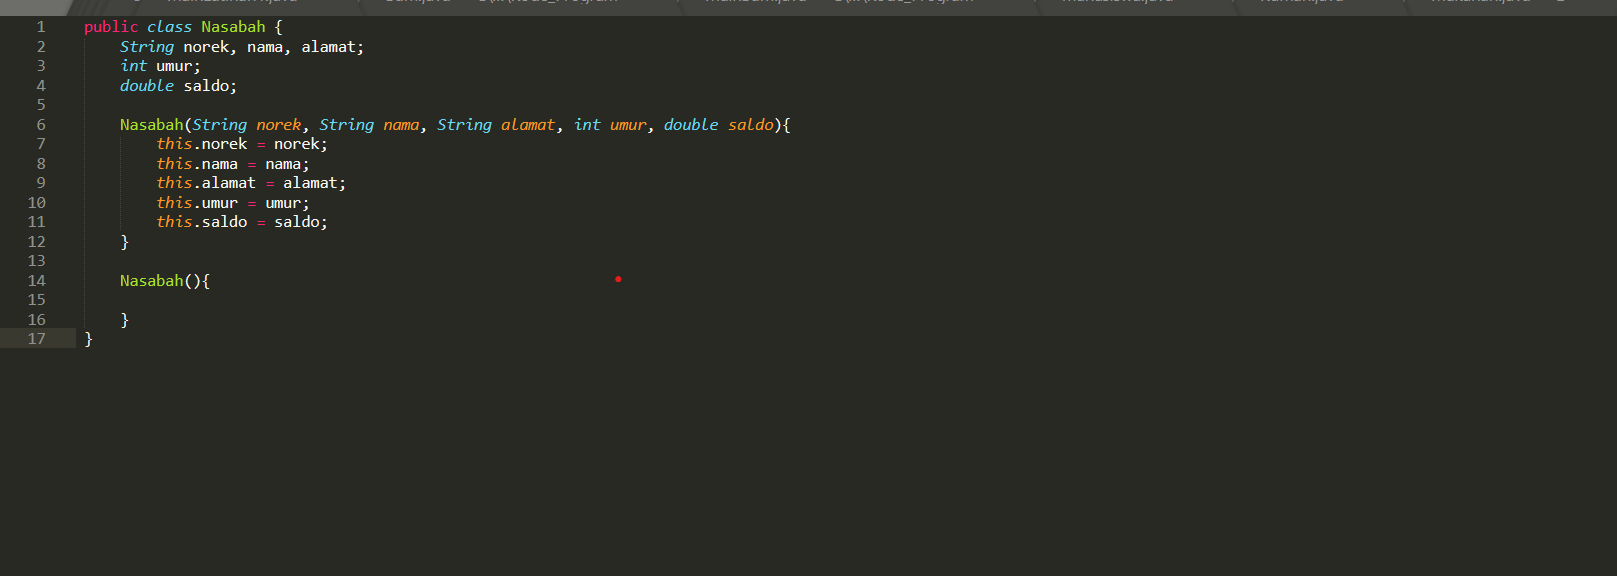 1 public class Nasabah {
2 String norek, nama, alamat;
3 int umur;
4 double saldo;
5
6 Nasabah(String norek, String nama, String alamat, int umur, double saldo){
7 this.norek = norek;
8 this.nama = nama;
9 this.alamat = alamat;
10 this.umur = umur;
11 this.saldo = saldo;
12 }
13
14 Nasabah(){
15
16 }
17 }